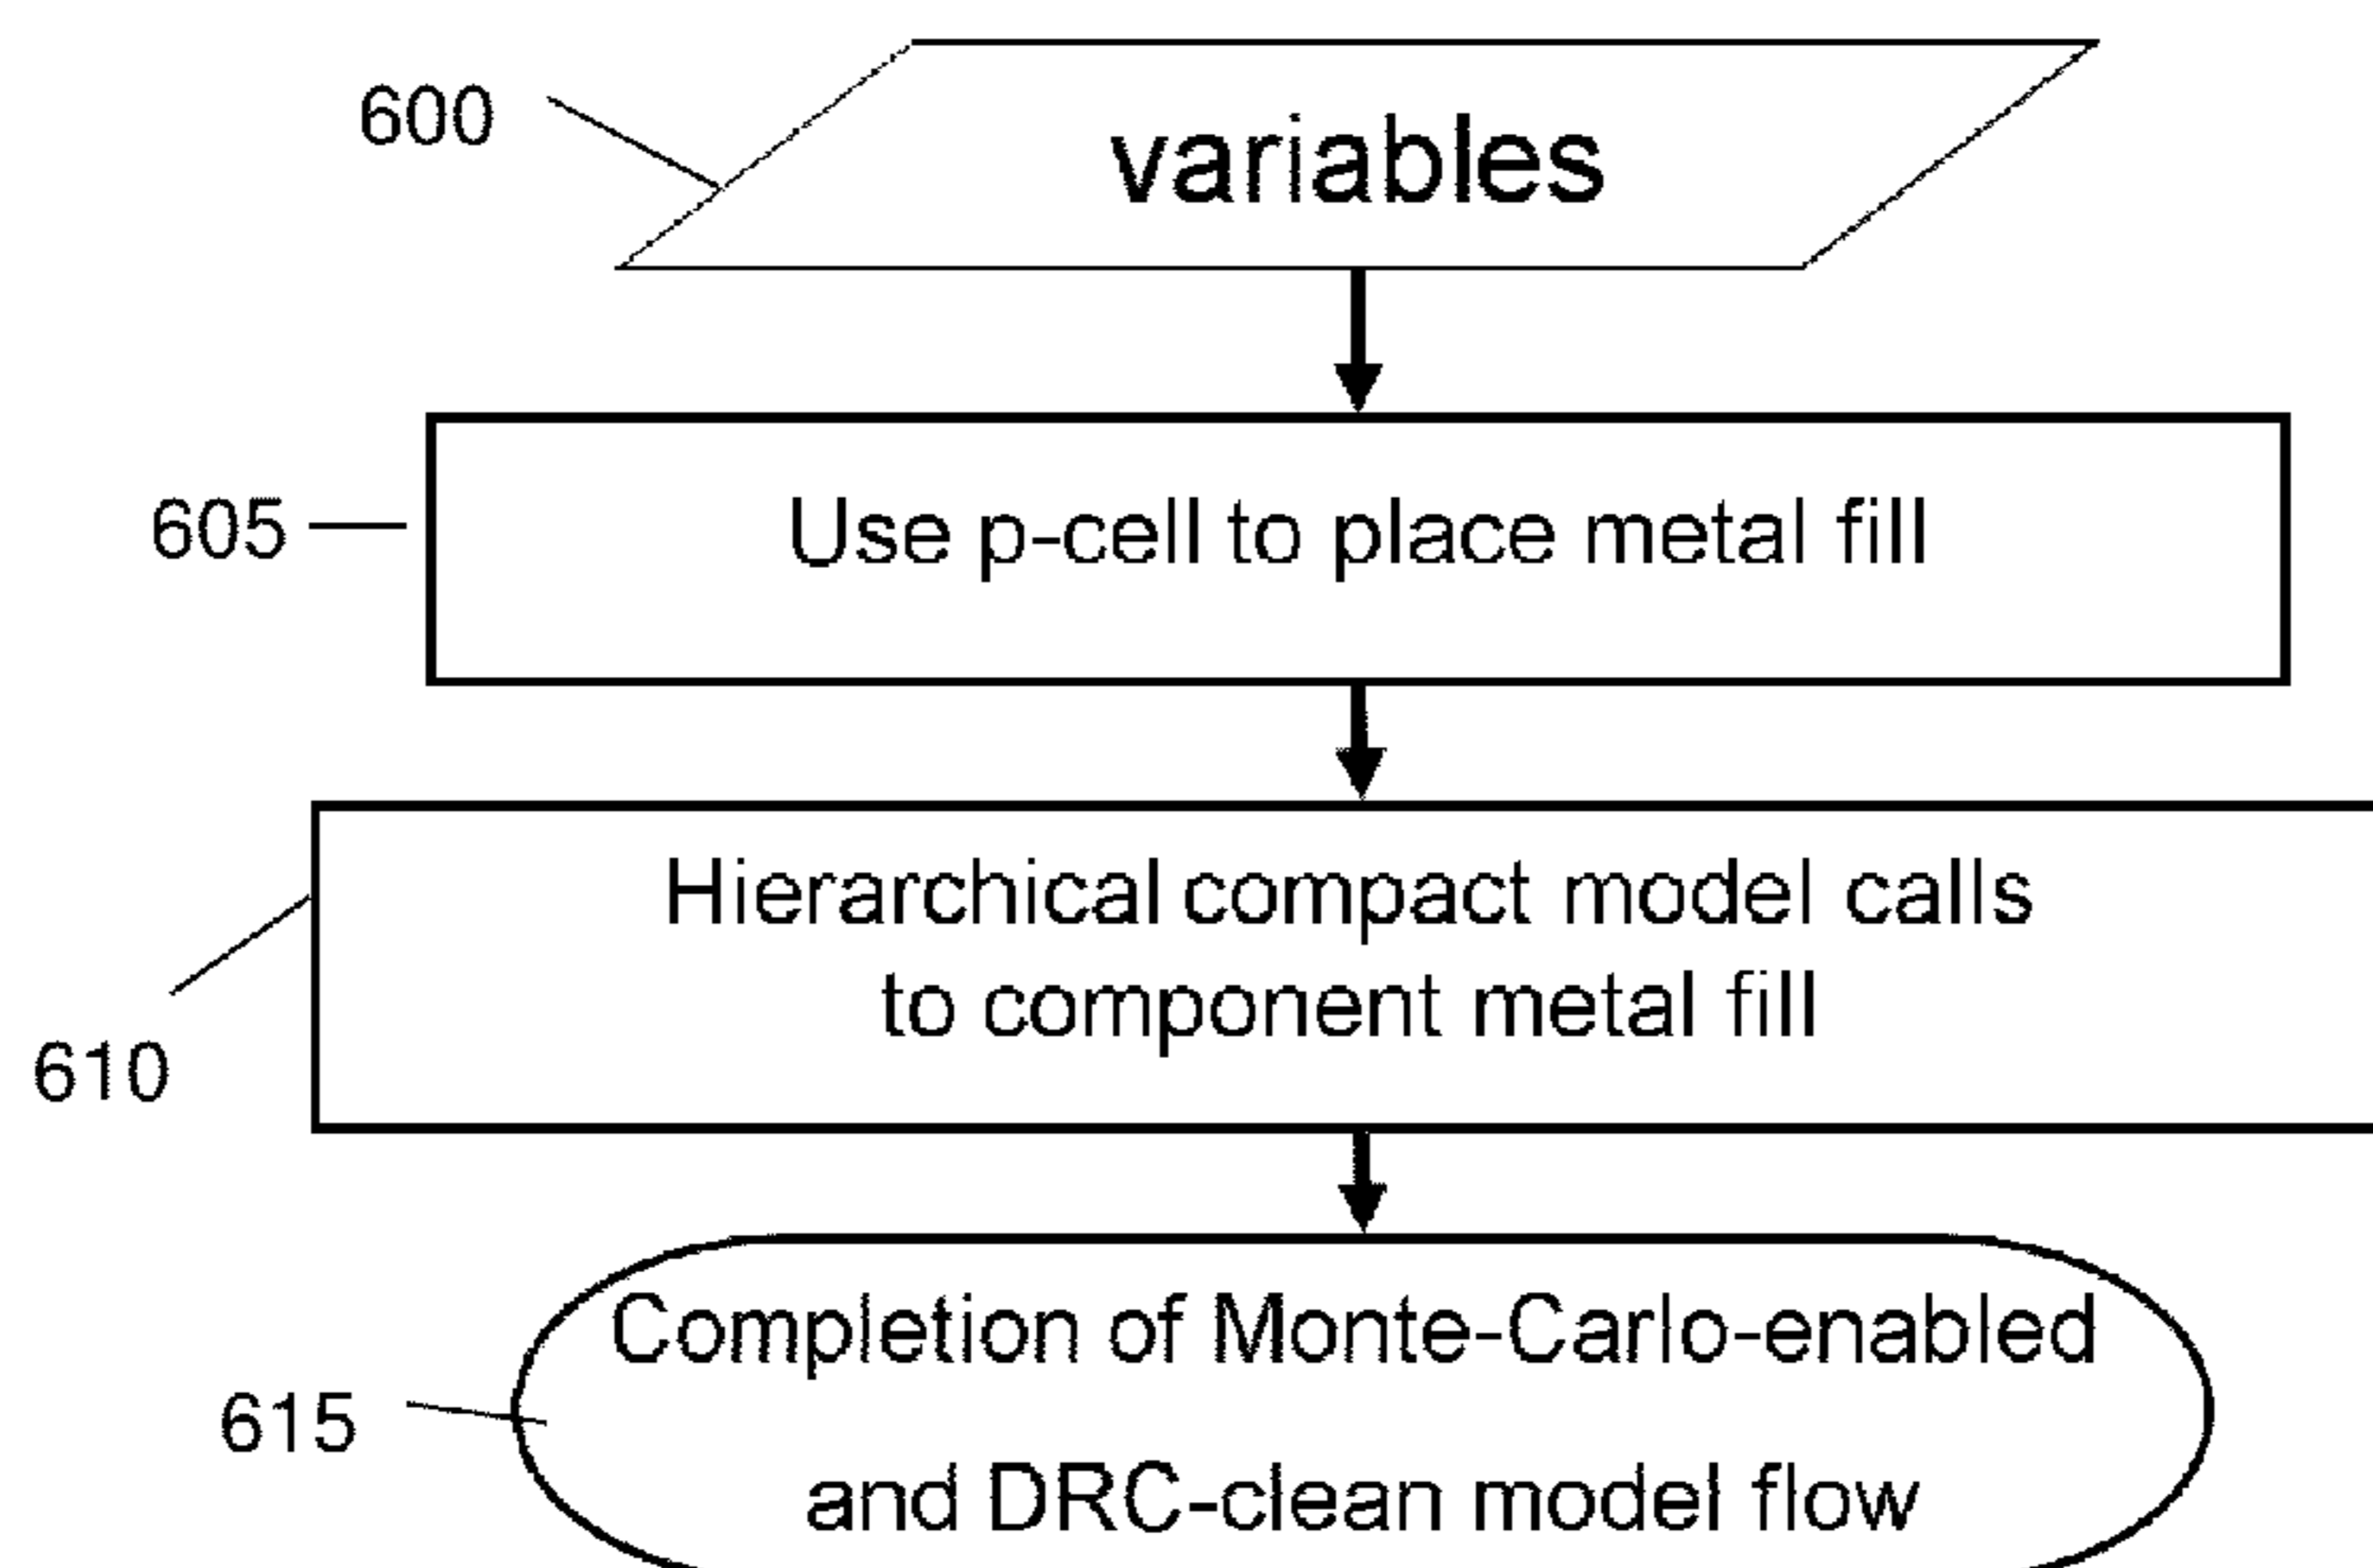 600
variables
605
Use p-cell to place metal fill
Hierarchical compact model calls
to component metal fill
610
Completion of Monte-Carlo-enabled
615
and DRC-clean model flow